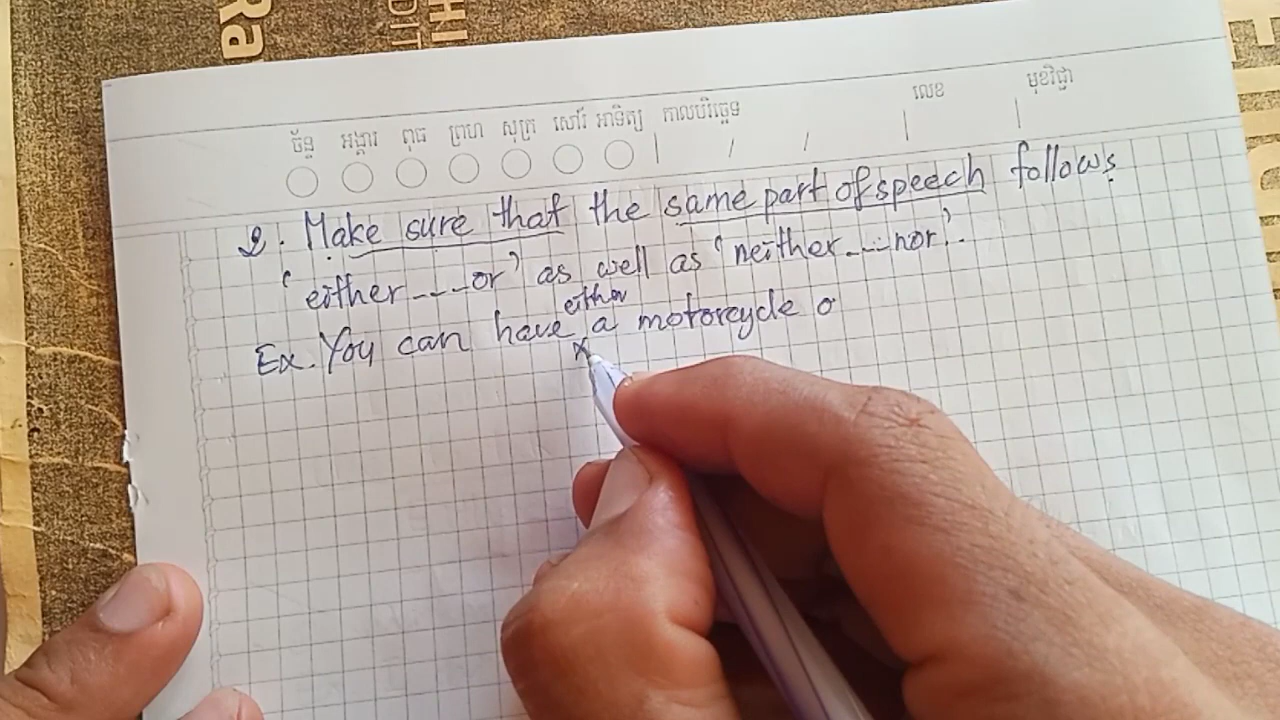 Ra
HI
DIT
ច័ន្ទ អង្គារ ពុធ ព្រហ សុក្រ សៅរ៍ អាទិត្យ កាលបរិច្ឆេទ / / លេខ មុខវិជ្ជា
2. Make sure that the same part of speech follows
'either---or' as well as 'neither---nor'.
either
Ex. You can have a motorcycle o
x